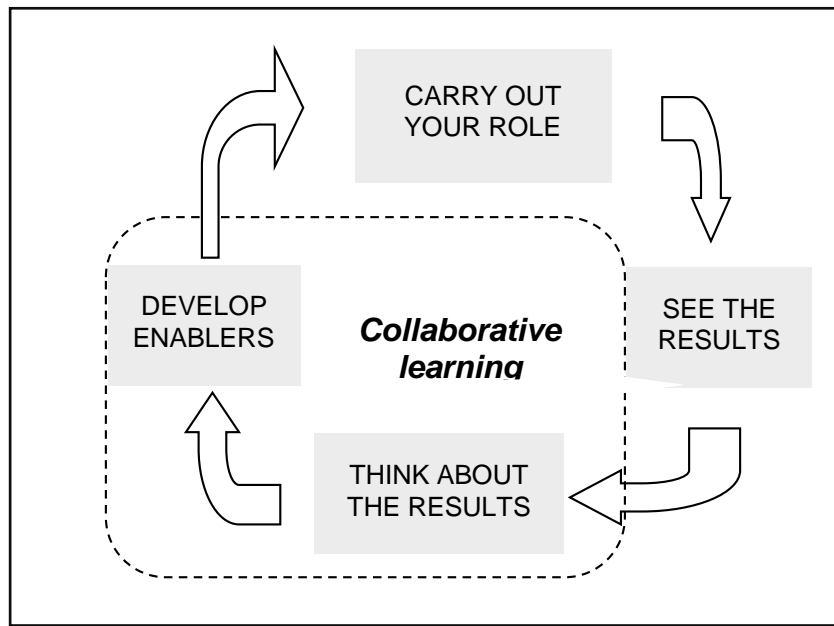 CARRY OUT
YOUR ROLE
DEVELOP
ENABLERS
Collaborative
learning
SEE THE
RESULTS
THINK ABOUT
THE RESULTS